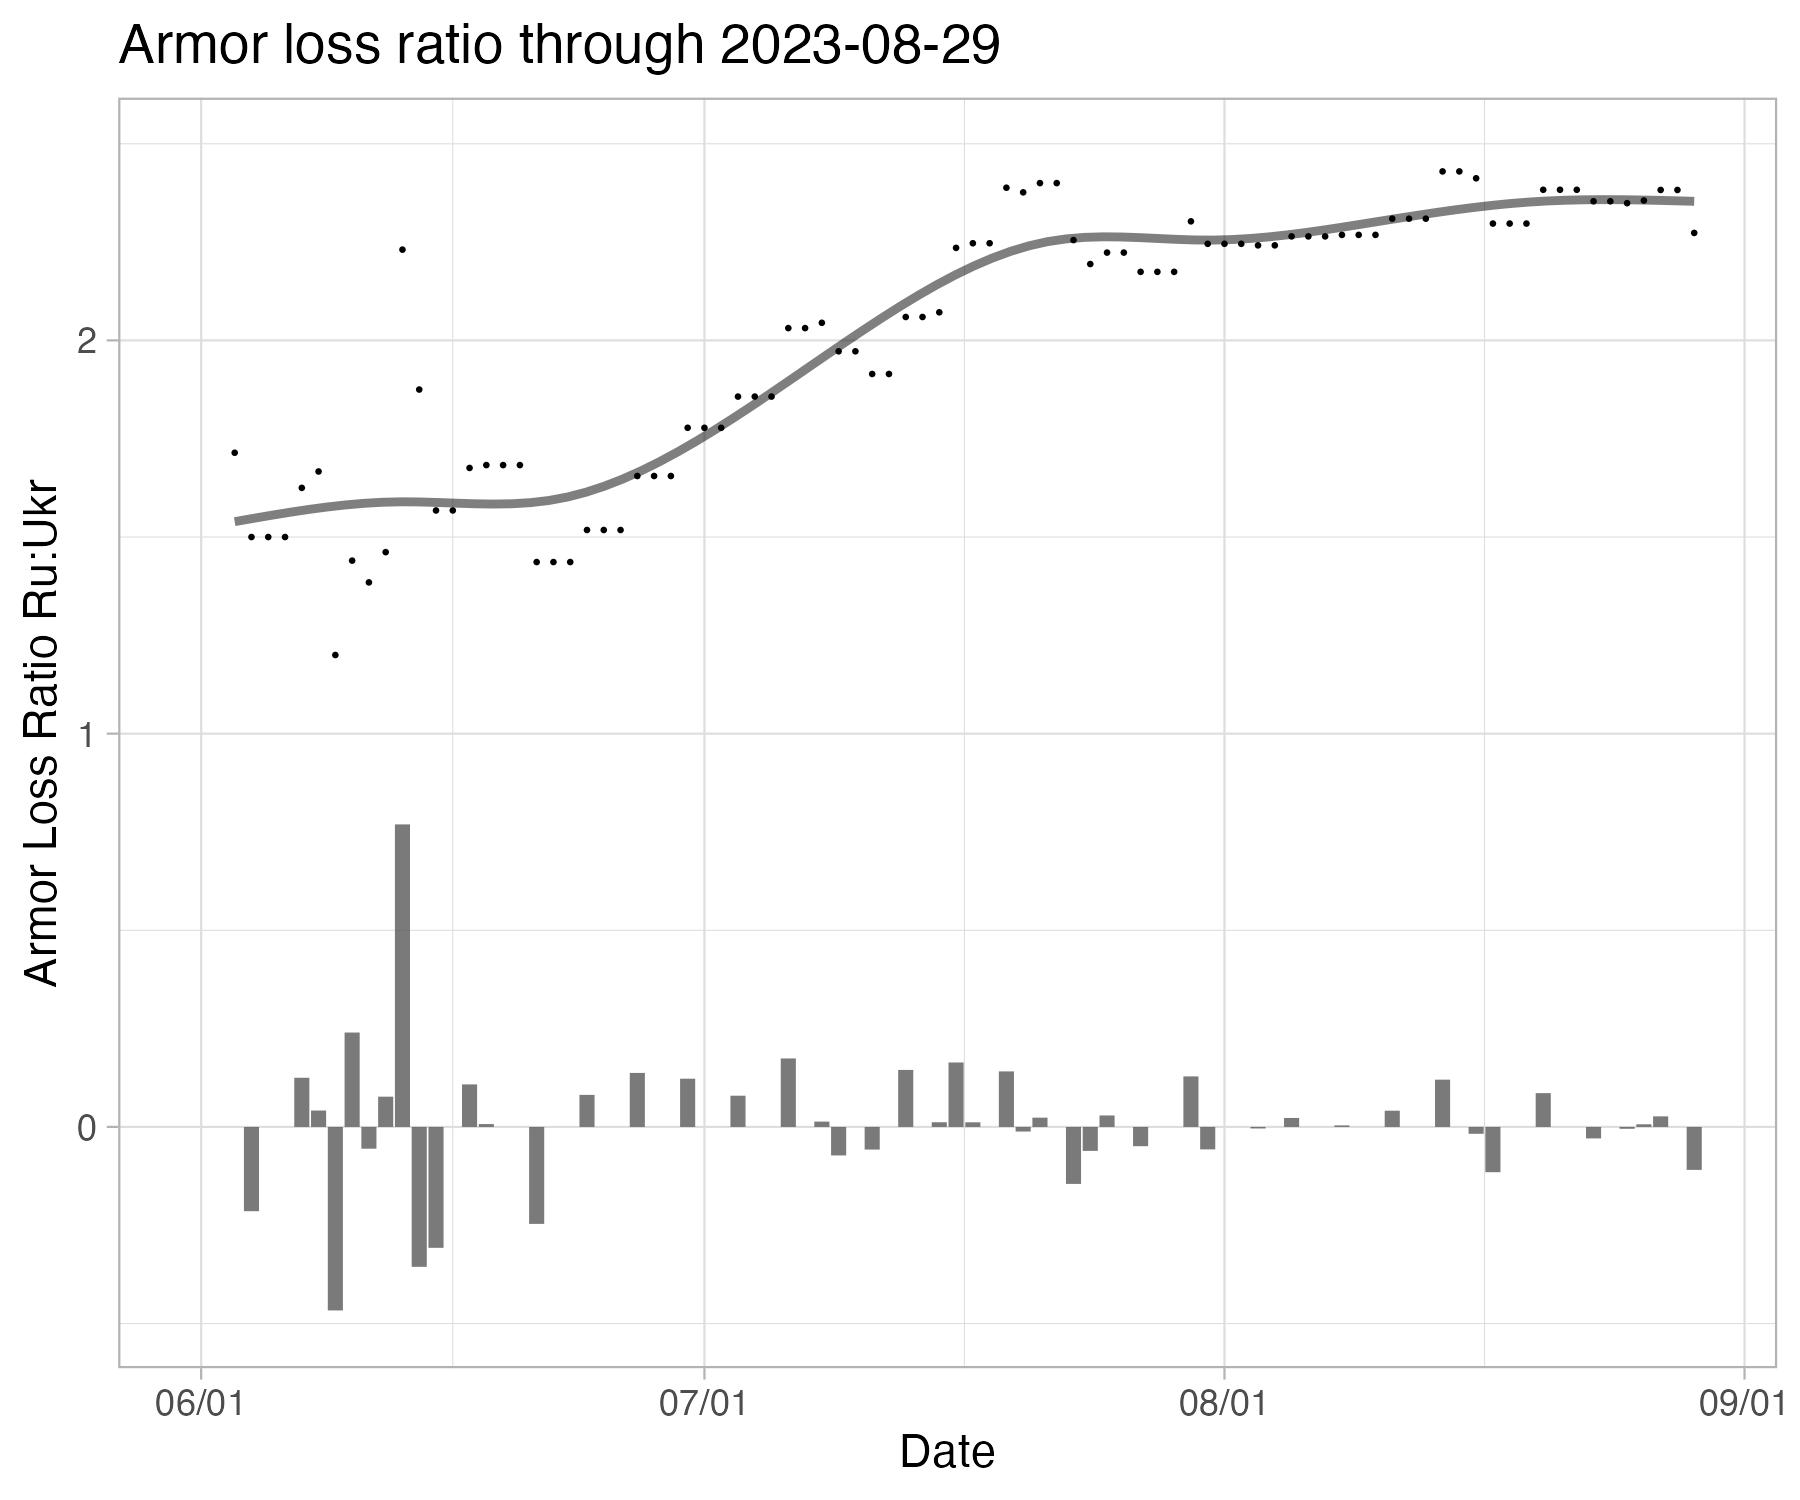 Armor loss ratio through 2023-08-29
Armor Loss Ratio Ru:Ukr
2
1
0
06/01
07/01
08/01
09/01
Date